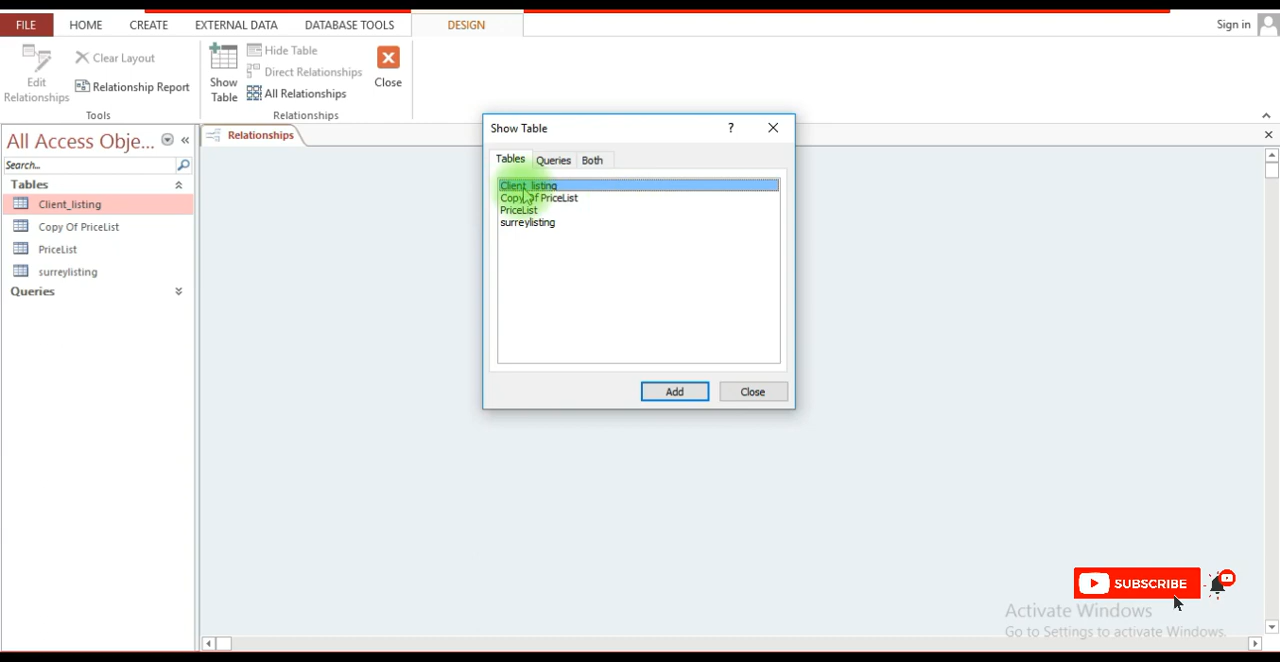 FILE HOME CREATE EXTERNAL DATA DATABASE TOOLS DESIGN Sign in
Edit Relationships
Clear Layout
Relationship Report
Tools
Show Table
Hide Table
Direct Relationships
All Relationships
Relationships
Close
All Access Obje...
Search...
Tables
Client_listing
Copy Of PriceList
PriceList
surreylisting
Queries
Relationships
Show Table ?
Tables Queries Both
Client_listing
Copy Of PriceList
PriceList
surreylisting
Add Close
SUBSCRIBE
Activate Windows
Go to Settings to activate Windows.